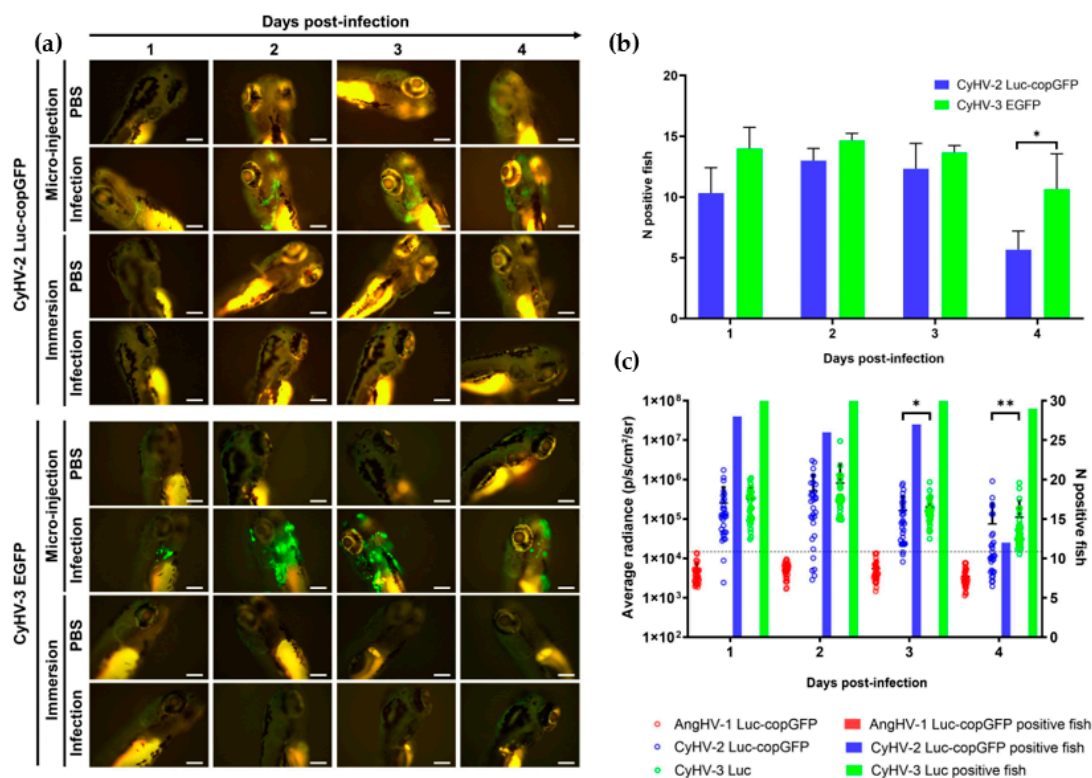 (a)
Days post-infection
1 2 3 4
CyHV-2 Luc-copGFP
Micro-injection
PBS
Infection
Immersion
PBS
Infection
CyHV-3 EGFP
Micro-injection
PBS
Infection
Immersion
PBS
Infection
(b)
CyHV-2 Luc-copGFP
CyHV-3 EGFP
N positive fish
20
15
10
5
0
*
1 2 3 4
Days post-infection
(c)
Average radiance (p/s/cm²/sr)
1×10⁸
1×10⁷
1×10⁶
1×10⁵
1×10⁴
1×10³
1×10²
* **
30
25
20
15
10
5
0
N positive fish
1 2 3 4
Days post-infection
AngHV-1 Luc-copGFP AngHV-1 Luc-copGFP positive fish
CyHV-2 Luc-copGFP CyHV-2 Luc-copGFP positive fish
CyHV-3 Luc CyHV-3 Luc positive fish